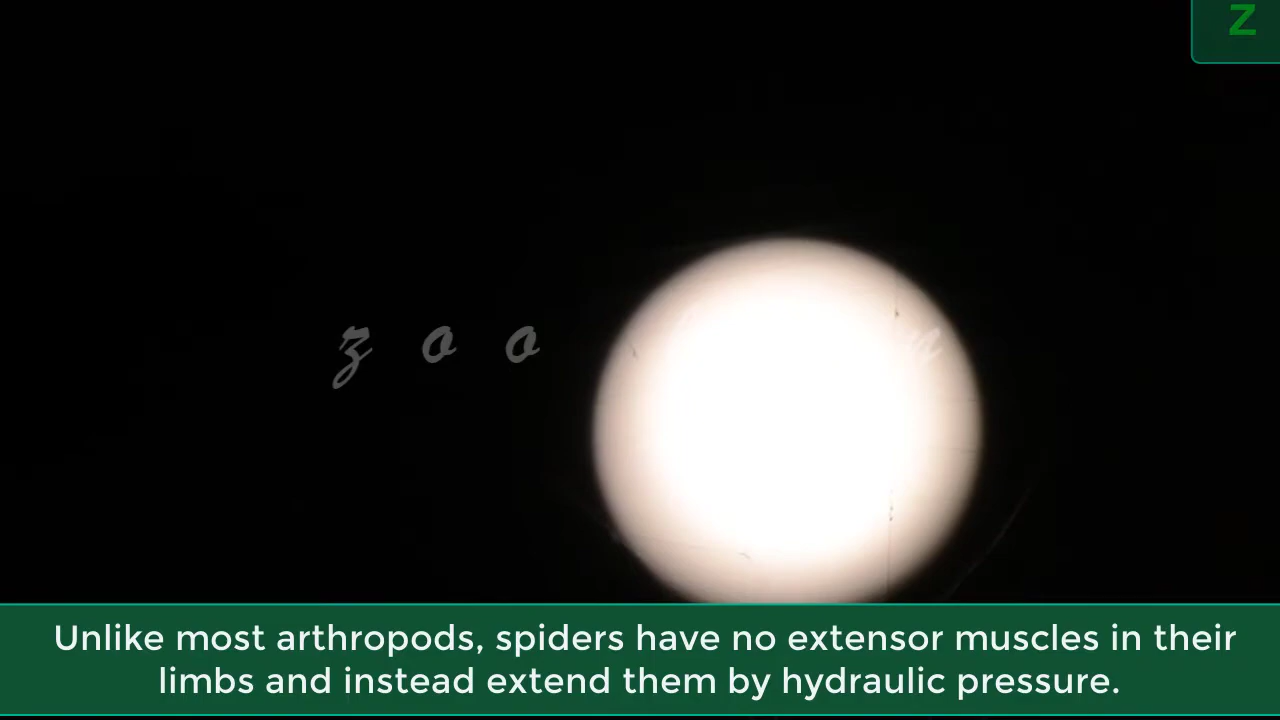 Z
z o o n
Unlike most arthropods, spiders have no extensor muscles in their
limbs and instead extend them by hydraulic pressure.